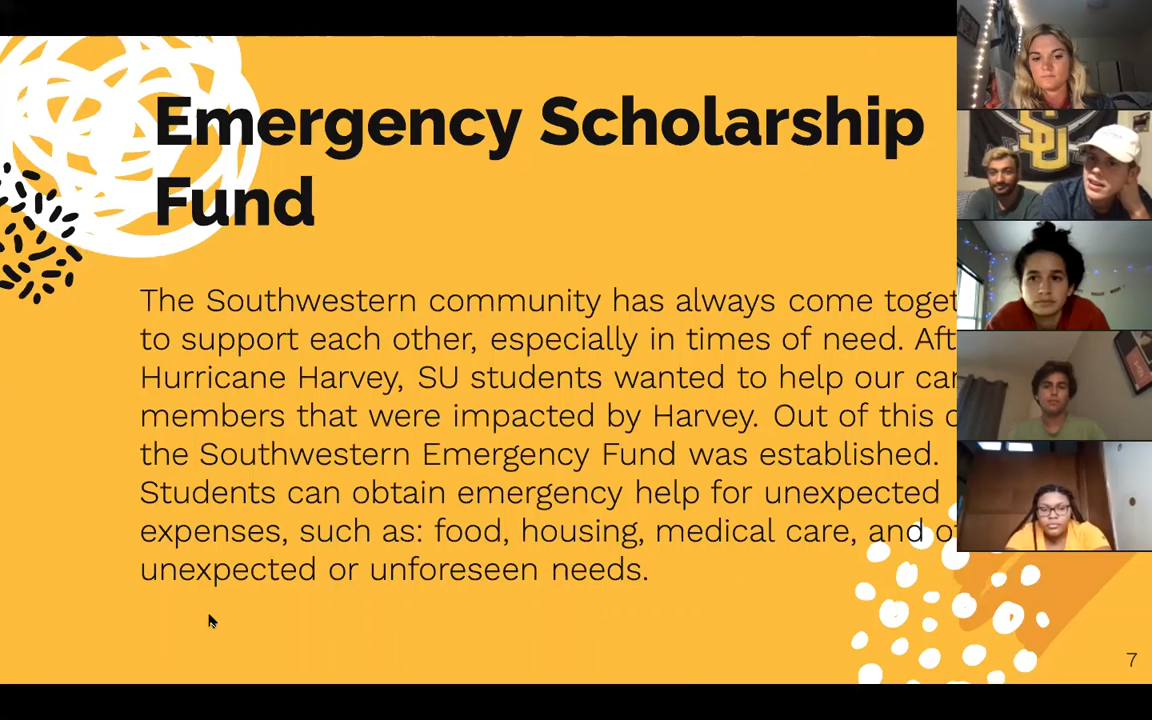 Emergency Scholarship
Fund
The Southwestern community has always come toget
to support each other, especially in times of need. Aft
Hurricane Harvey, SU students wanted to help our
members that were impacted by Harvey. Out of this
the Southwestern Emergency Fund was established.
Students can obtain emergency help for unexpected
expenses, such as: food, housing, medical care, and
unexpected or unforeseen needs.
SU
7